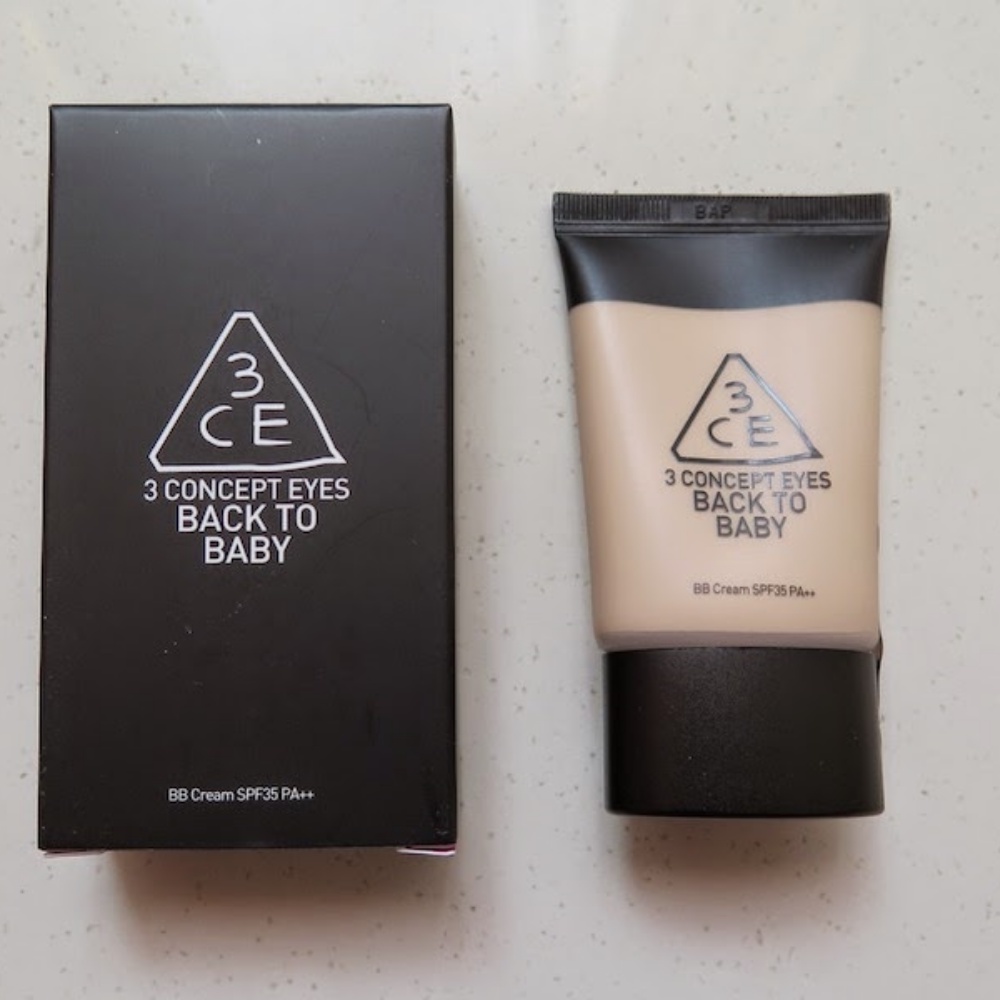 3
CE
3 CONCEPT EYES
BACK TO
BABY
BB Cream SPF35 PA++
BAP
3
CE
3 CONCEPT EYES
BACK TO
BABY
BB Cream SPF35 PA++